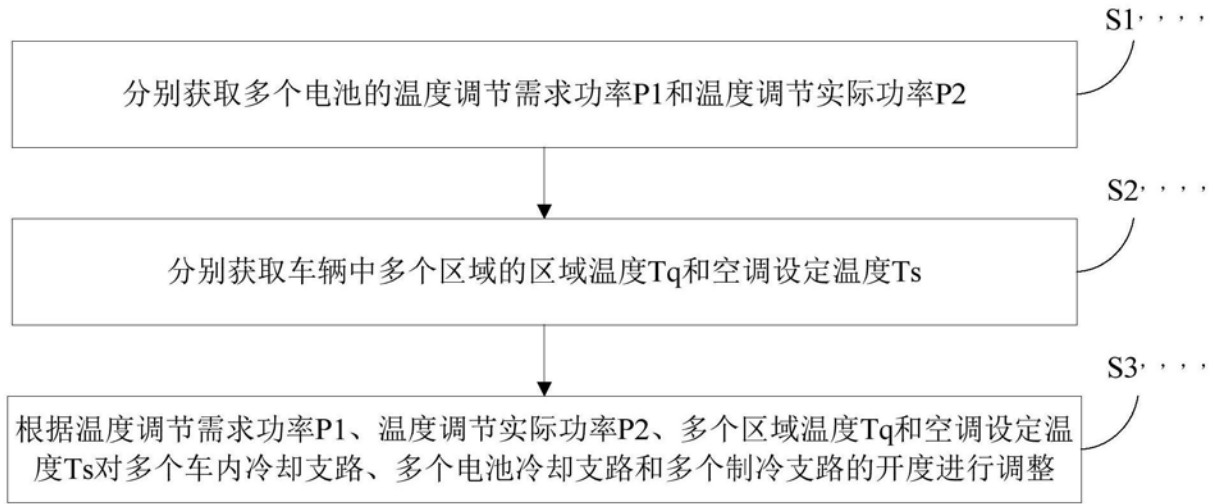 S1，，，，
分别获取多个电池的温度调节需求功率P1和温度调节实际功率P2
S2，，，，
分别获取车辆中多个区域的区域温度Tq和空调设定温度Ts
S3，，，，
根据温度调节需求功率P1、温度调节实际功率P2、多个区域温度Tq和空调设定温
度Ts对多个车内冷却支路、多个电池冷却支路和多个制冷支路的开度进行调整